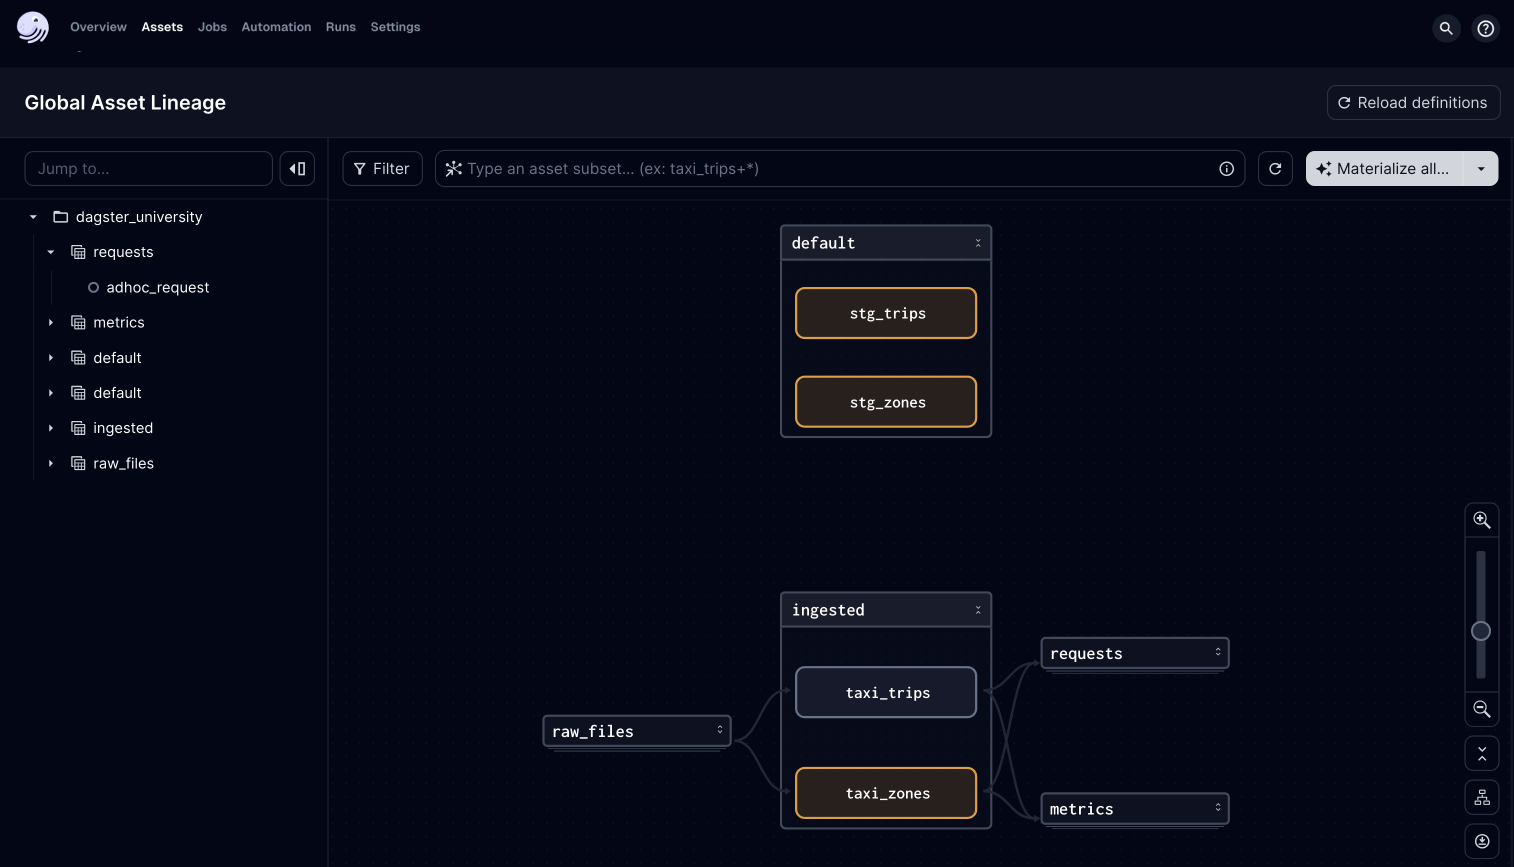 Overview Assets Jobs Automation Runs Settings
Global Asset Lineage
Reload definitions
Jump to...
Filter
Type an asset subset... (ex: taxi_trips+*)
Materialize all...
dagster_university
requests
adhoc_request
metrics
default
default
ingested
raw_files
default
stg_trips
stg_zones
ingested
taxi_trips
taxi_zones
raw_files
requests
metrics